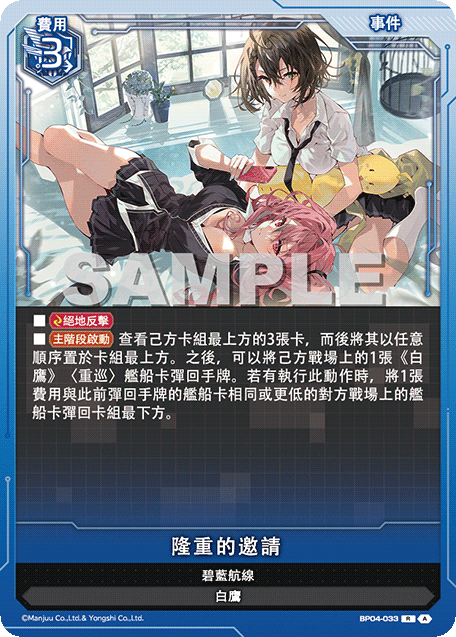 費用
3
事件
SAMPLE
■ 絕地反擊
■ 主階段啟動 查看己方卡組最上方的3張卡，而後將其以任意
順序置於卡組最上方。之後，可以將己方戰場上的1張《白
鷹》〈重巡〉艦船卡彈回手牌。若有執行此動作時，將1張
費用與此前彈回手牌的艦船卡相同或更低的對方戰場上的艦
船卡彈回卡組最下方。
隆重的邀請
碧藍航線
白鷹
©Manjuu Co.,Ltd.& Yongshi Co.,Ltd.
BP04-033 R A